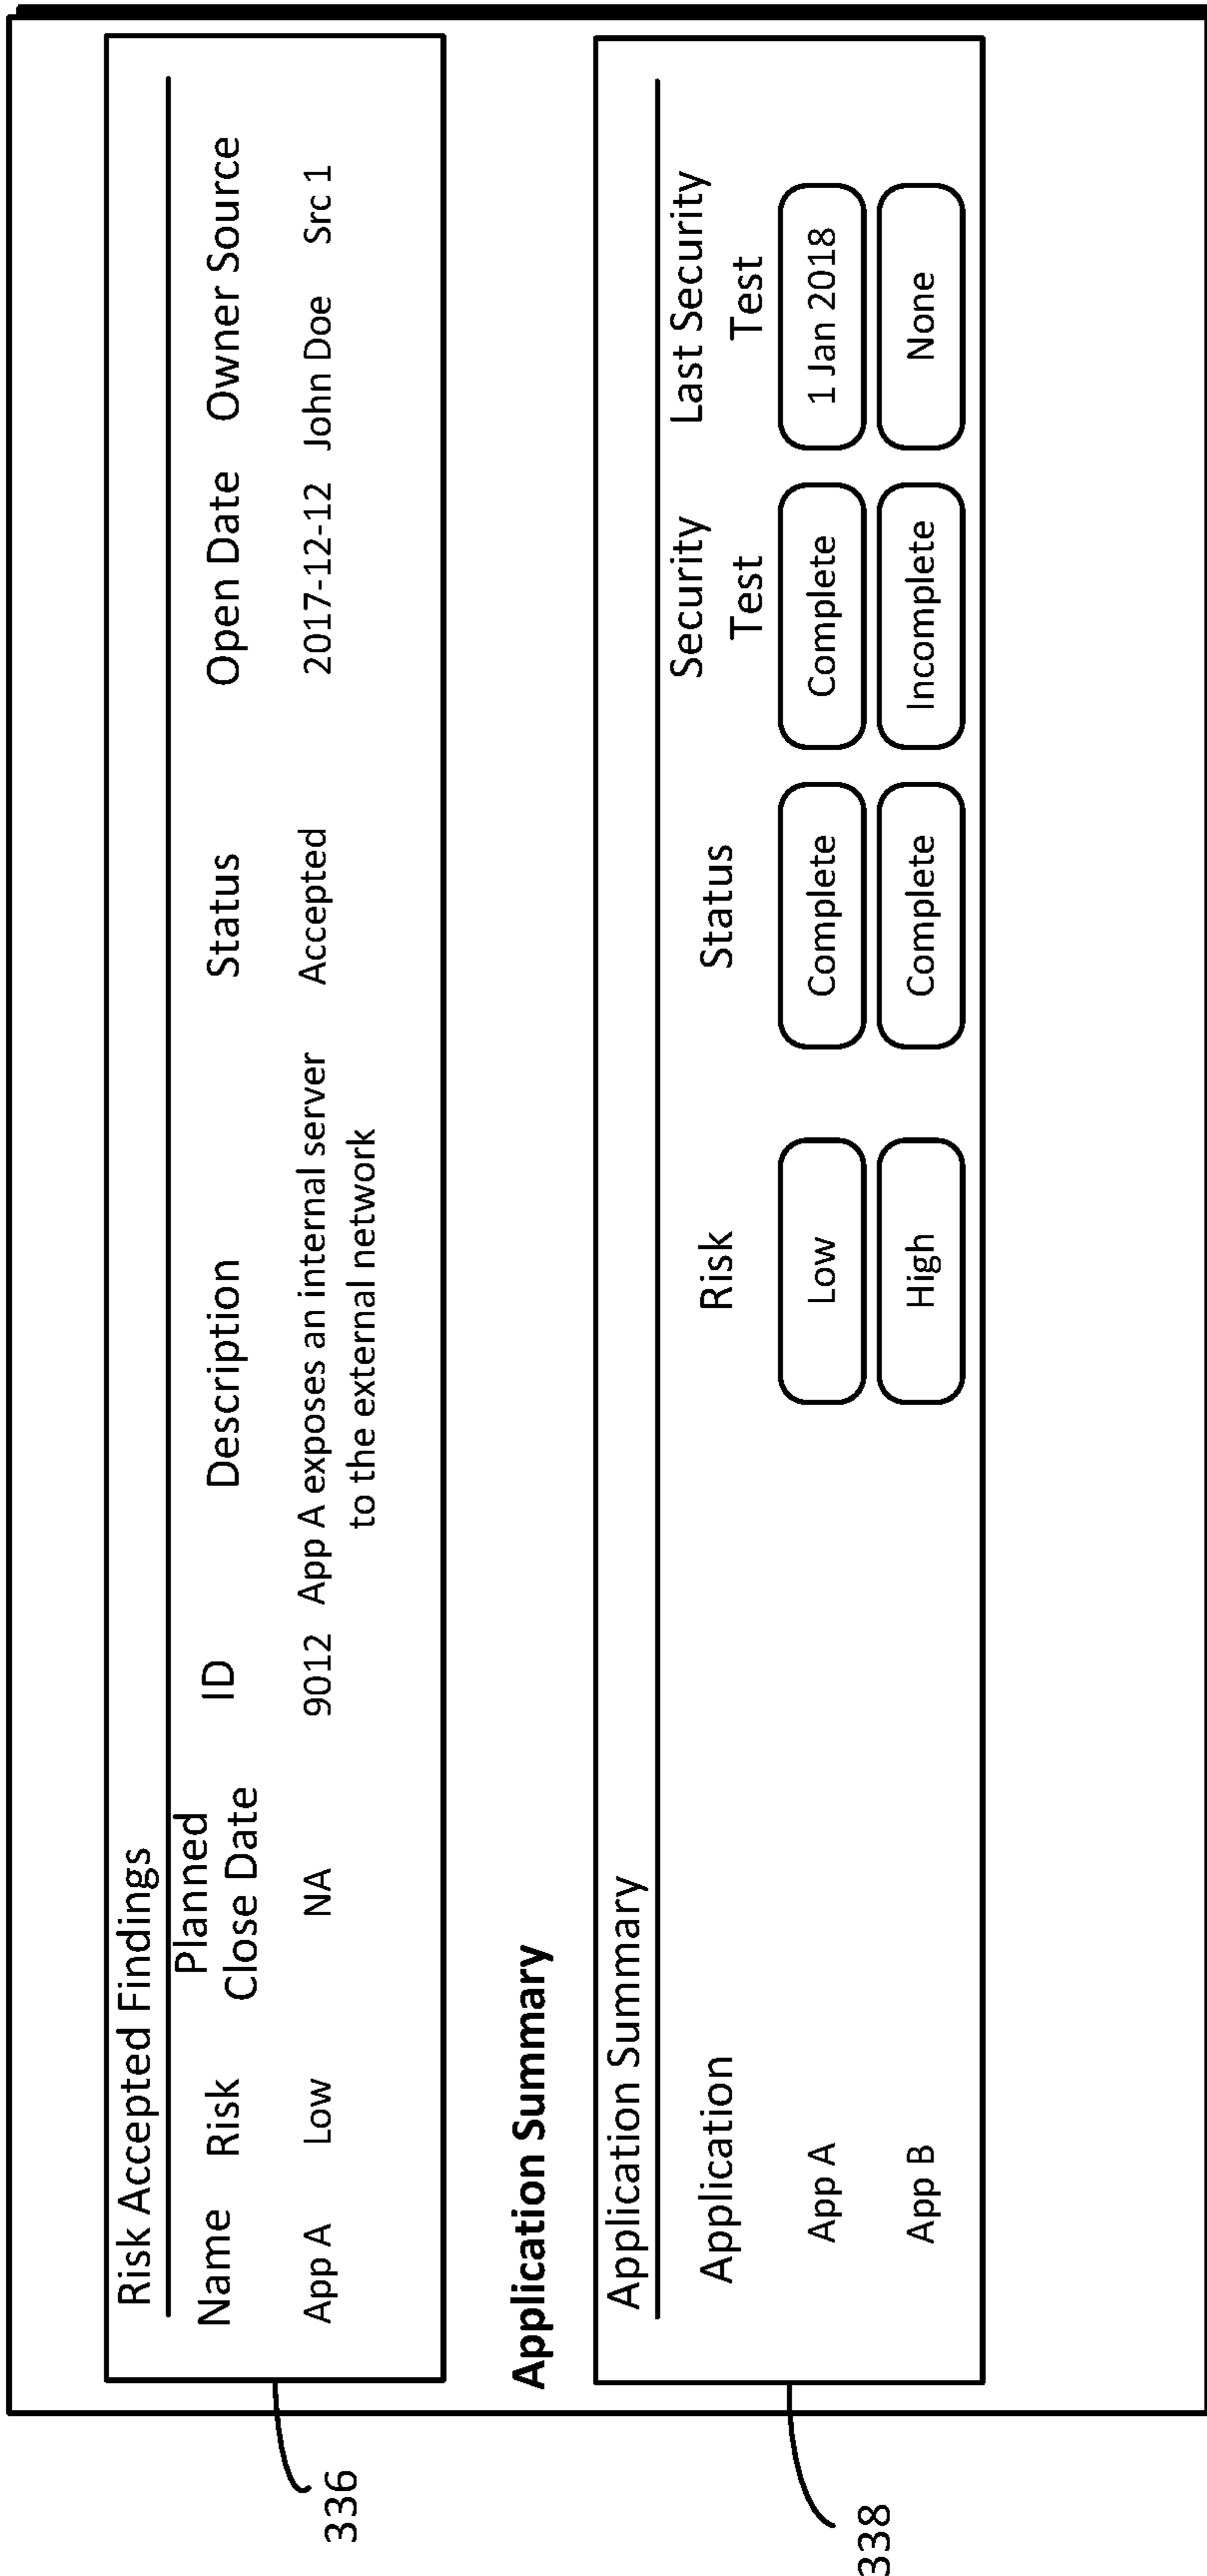 Risk Accepted Findings
Name Risk Planned Close Date ID Description Status Open Date Owner Source
App A Low NA 9012 App A exposes an internal server Accepted 2017-12-12 John Doe Src 1
to the external network
336
Application Summary
Application Summary
Application Risk Status Security Test Last Security Test
App A Low Complete Complete 1 Jan 2018
App B High Complete Incomplete None
338